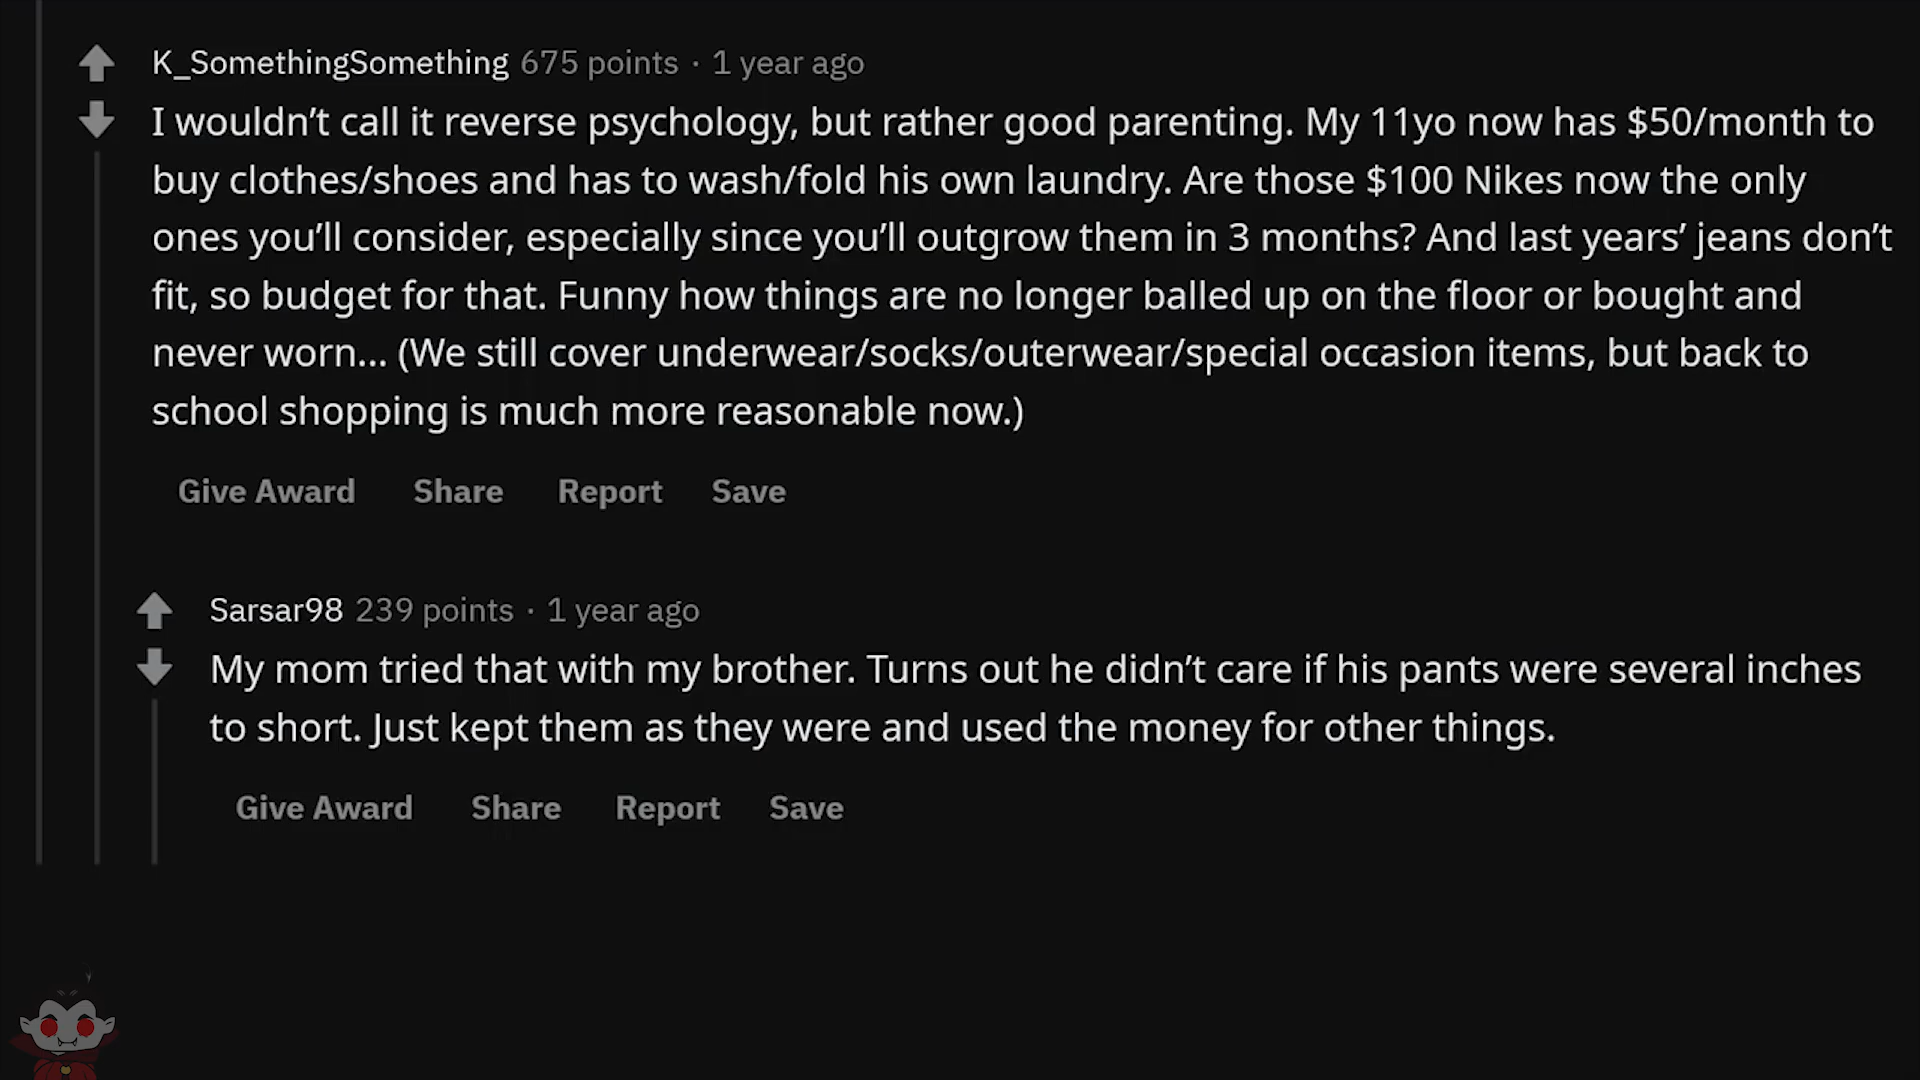 K_SomethingSomething 675 points · 1 year ago
I wouldn’t call it reverse psychology, but rather good parenting. My 11yo now has $50/month to
buy clothes/shoes and has to wash/fold his own laundry. Are those $100 Nikes now the only
ones you’ll consider, especially since you’ll outgrow them in 3 months? And last years’ jeans don’t
fit, so budget for that. Funny how things are no longer balled up on the floor or bought and
never worn... (We still cover underwear/socks/outerwear/special occasion items, but back to
school shopping is much more reasonable now.)
Give Award Share Report Save
Sarsar98 239 points · 1 year ago
My mom tried that with my brother. Turns out he didn’t care if his pants were several inches
to short. Just kept them as they were and used the money for other things.
Give Award Share Report Save